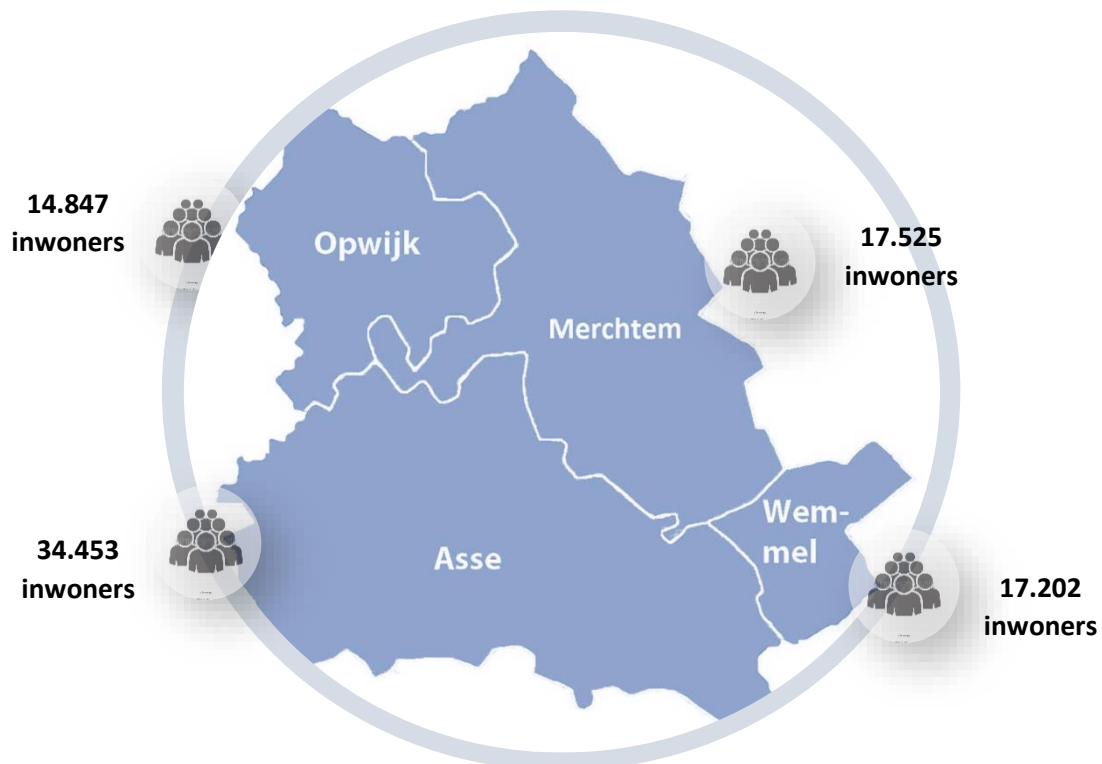 14.847
inwoners
Opwijk
17.525
inwoners
Merchtem
Wem-
mel
34.453
inwoners
Asse
17.202
inwoners